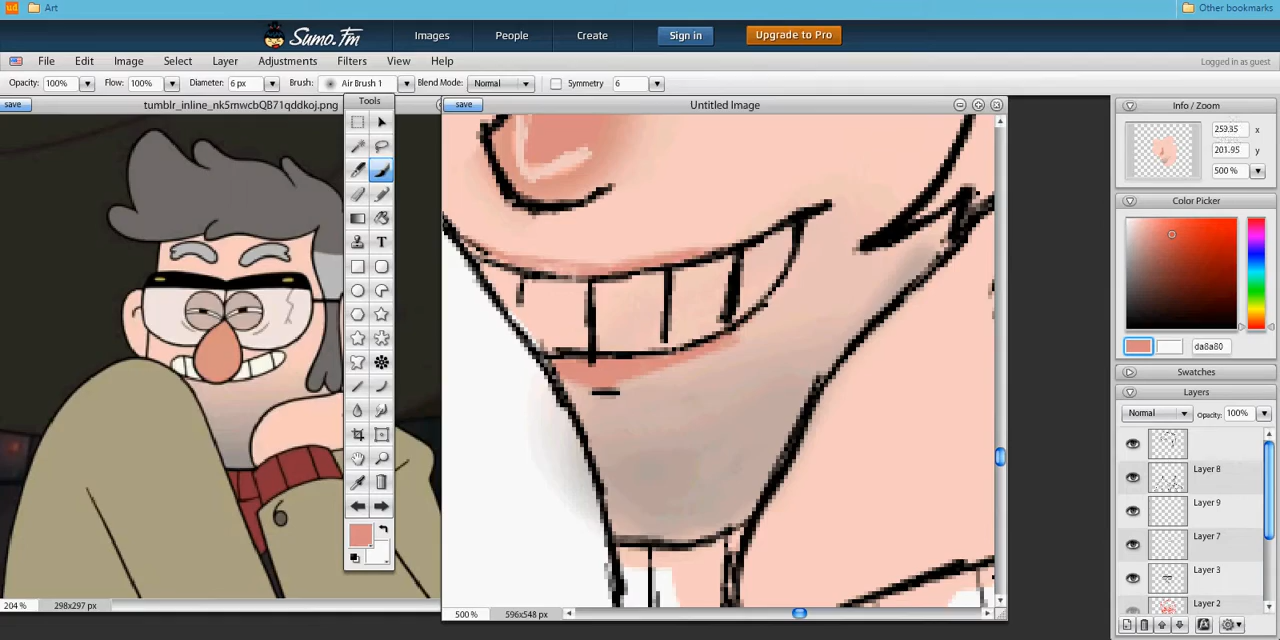 ud Art Other bookmarks
Sumo.fm Images People Create Sign in Upgrade to Pro
File Edit Image Select Layer Adjustments Filters View Help Logged in as guest
Opacity: 100% Flow: 100% Diameter: 6 px Brush: Air Brush 1 Blend Mode: Normal Symmetry 6
save tumblr_inline_nk5mwcbQB71qddkoj.png
Tools
save Untitled Image
Info / Zoom
259.35 x
201.95 y
500 %
Color Picker
da8a80
Swatches
Layers
Normal Opacity: 100%
Layer 8
Layer 9
Layer 7
Layer 3
Layer 2
T
204 % 298x297 px
500 % 596x548 px